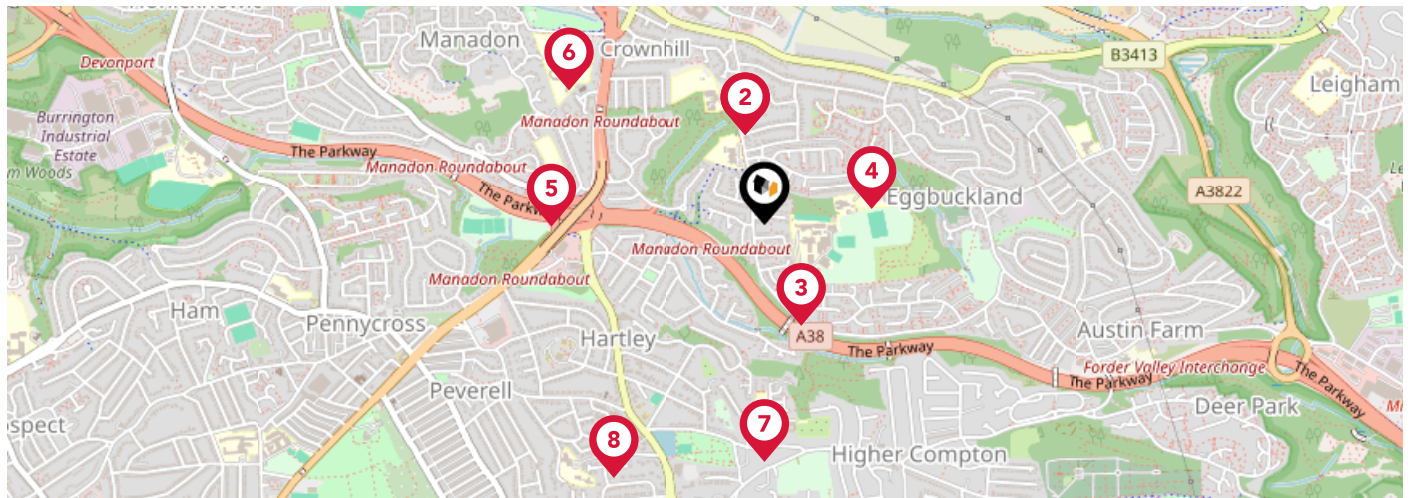 Manadon
Crownhill
6
B3413
Devonport
Leigham
2
Burrington
Industrial
Estate
Manadon Roundabout
The Parkway
Manadon Roundabout
4
5
A3822
Eggbuckland
The Parkway
Manadon Roundabout
Manadon Roundabout
3
Ham
Pennycross
Hartley
A38
Austin Farm
The Parkway
Forder Valley Interchange
The Parkway
The Parkway
Peverell
Deer Park
7
8
Higher Compton